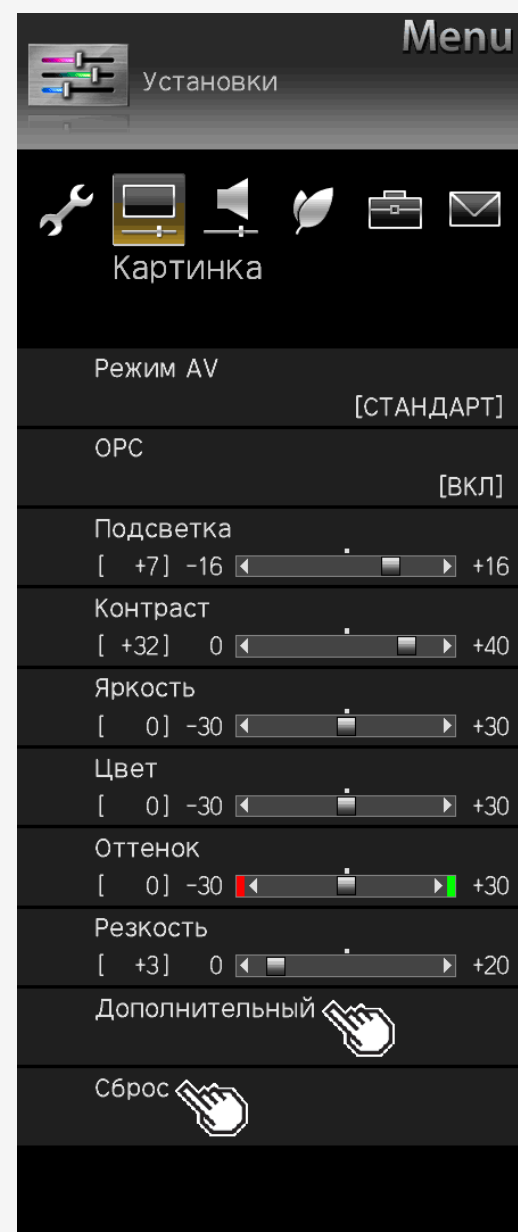 Menu
Установки
Картинка
Режим AV
[СТАНДАРТ]
OPC
[ВКЛ]
Подсветка
[ +7] -16 +16
Контраст
[ +32] 0 +40
Яркость
[ 0] -30 +30
Цвет
[ 0] -30 +30
Оттенок
[ 0] -30 +30
Резкость
[ +3] 0 +20
Дополнительный
Сброс